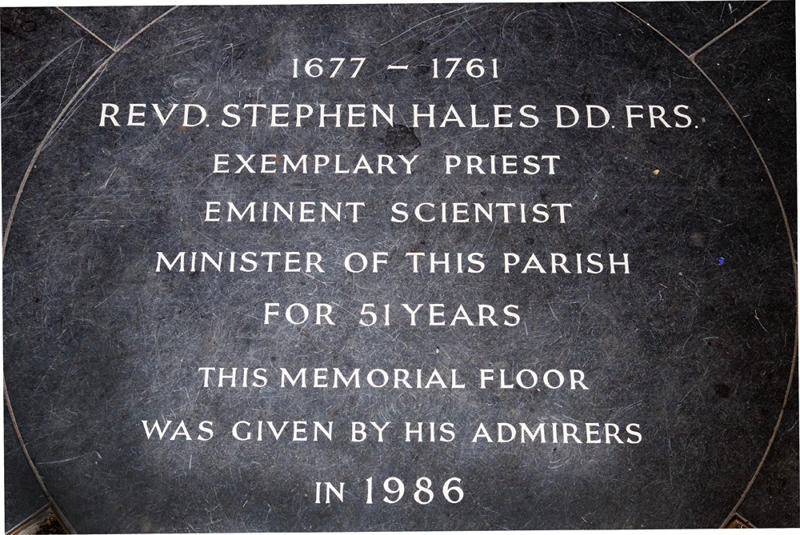 1677 – 1761
REVD. STEPHEN HALES DD. FRS.
EXEMPLARY PRIEST
EMINENT SCIENTIST
MINISTER OF THIS PARISH
FOR 51 YEARS
THIS MEMORIAL FLOOR
WAS GIVEN BY HIS ADMIRERS
IN 1986